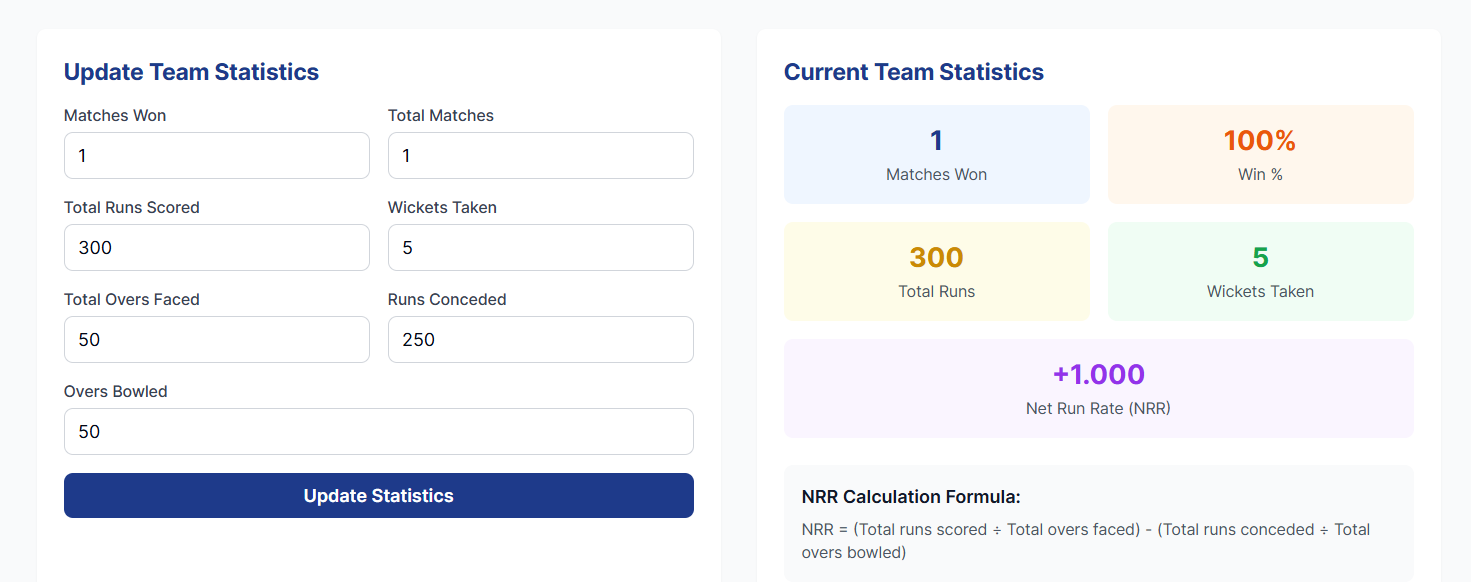 Update Team Statistics
Matches Won
Total Matches
1
1
Total Runs Scored
Wickets Taken
300
5
Total Overs Faced
Runs Conceded
50
250
Overs Bowled
50
Update Statistics
Current Team Statistics
1
Matches Won
100%
Win %
300
Total Runs
5
Wickets Taken
+1.000
Net Run Rate (NRR)
NRR Calculation Formula:
NRR = (Total runs scored ÷ Total overs faced) - (Total runs conceded ÷ Total
overs bowled)